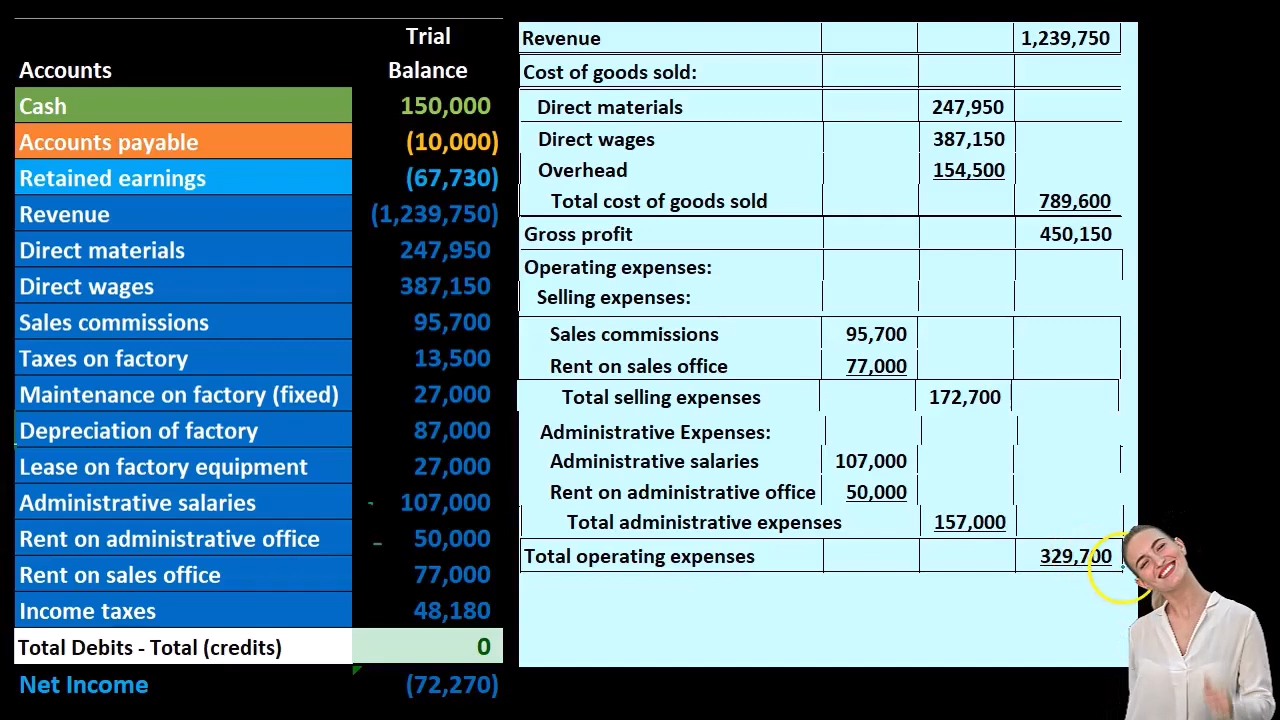 Trial
Accounts Balance
Cash 150,000
Accounts payable (10,000)
Retained earnings (67,730)
Revenue (1,239,750)
Direct materials 247,950
Direct wages 387,150
Sales commissions 95,700
Taxes on factory 13,500
Maintenance on factory (fixed) 27,000
Depreciation of factory 87,000
Lease on factory equipment 27,000
Administrative salaries 107,000
Rent on administrative office 50,000
Rent on sales office 77,000
Income taxes 48,180
Total Debits - Total (credits) 0
Net Income (72,270)
Revenue 1,239,750
Cost of goods sold:
Direct materials 247,950
Direct wages 387,150
Overhead 154,500
Total cost of goods sold 789,600
Gross profit 450,150
Operating expenses:
Selling expenses:
Sales commissions 95,700
Rent on sales office 77,000
Total selling expenses 172,700
Administrative Expenses:
Administrative salaries 107,000
Rent on administrative office 50,000
Total administrative expenses 157,000
Total operating expenses 329,700